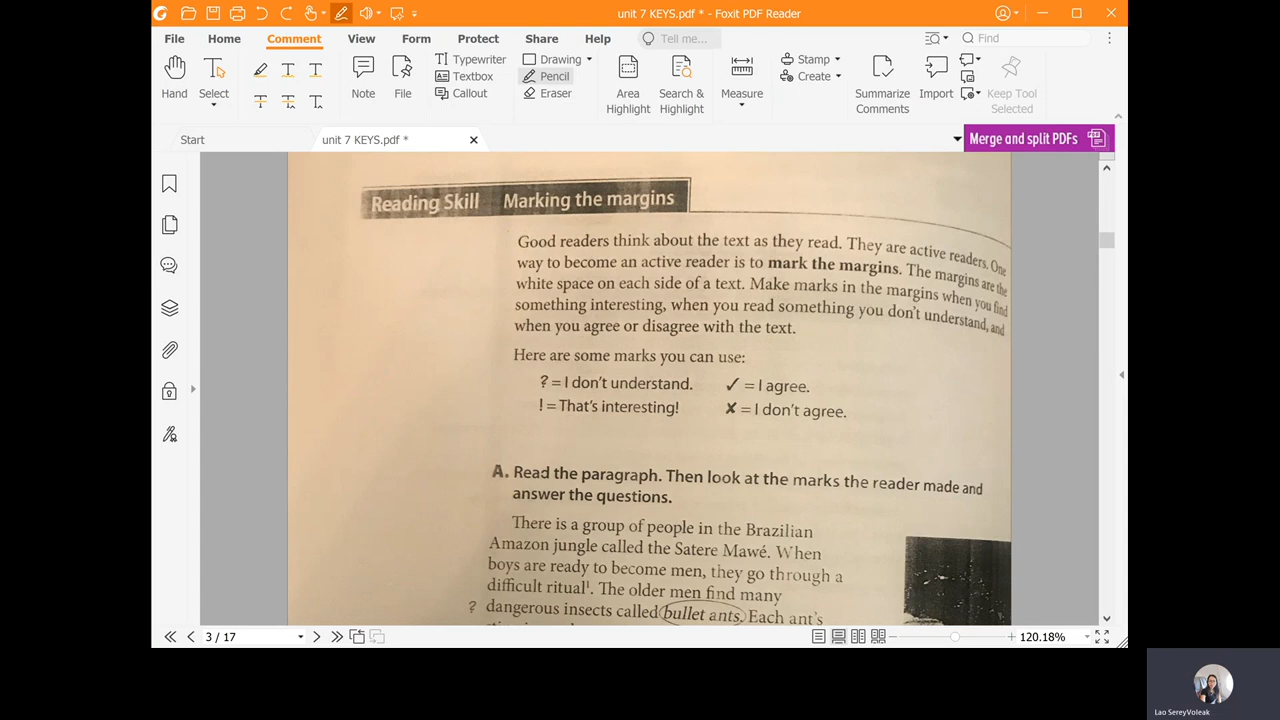 unit 7 KEYS.pdf * - Foxit PDF Reader
File Home Comment View Form Protect Share Help Tell me... Find
Hand Select Note File Typewriter Textbox Callout Drawing Pencil Eraser Area Highlight Search & Highlight Measure Stamp Create Summarize Comments Import Keep Tool Selected
Start unit 7 KEYS.pdf * Merge and split PDFs
Reading Skill Marking the margins
Good readers think about the text as they read. They are active readers. One
way to become an active reader is to mark the margins. The margins are the
white space on each side of a text. Make marks in the margins when you find
something interesting, when you read something you don't understand, and
when you agree or disagree with the text.
Here are some marks you can use:
? = I don't understand. ✓ = I agree.
! = That's interesting! ✘ = I don't agree.
A. Read the paragraph. Then look at the marks the reader made and
answer the questions.
There is a group of people in the Brazilian
Amazon jungle called the Satere Mawé. When
boys are ready to become men, they go through a
difficult ritual¹. The older men find many
? dangerous insects called bullet ants. Each ant's
3 / 17 120.18%
Lao SereyVoleak